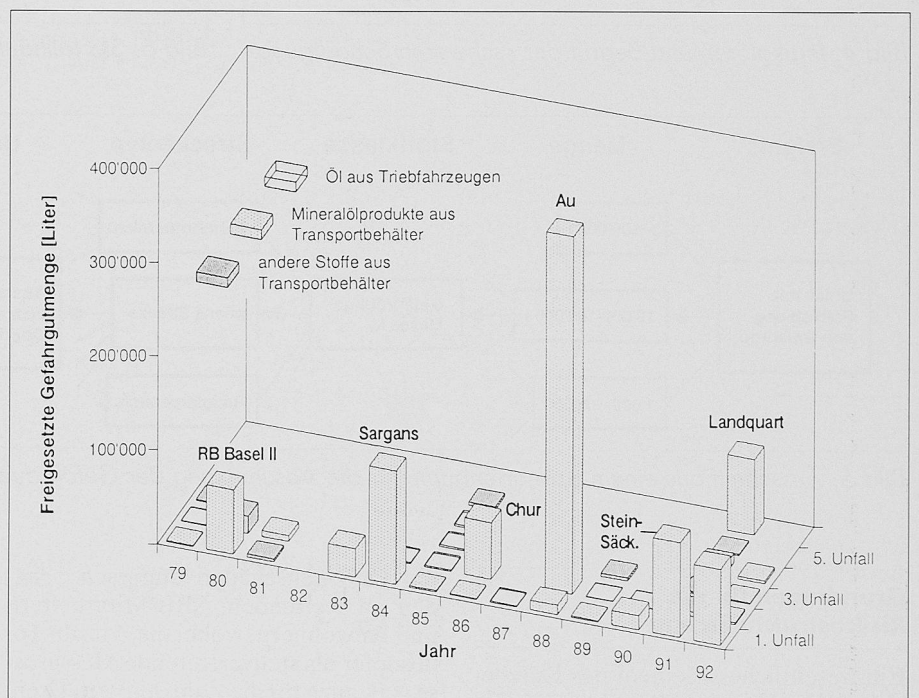 Freigesetzte Gefahrgutmenge [Liter]
400'000
300'000
200'000
100'000
Öl aus Triebfahrzeugen
Mineralölprodukte aus
Transportbehälter
andere Stoffe aus
Transportbehälter
RB Basel II
Sargans
Chur
Au
Stein-
Säck.
Landquart
5. Unfall
3. Unfall
1. Unfall
79 80 81 82 83 84 85 86 87 88 89 90 91 92
Jahr